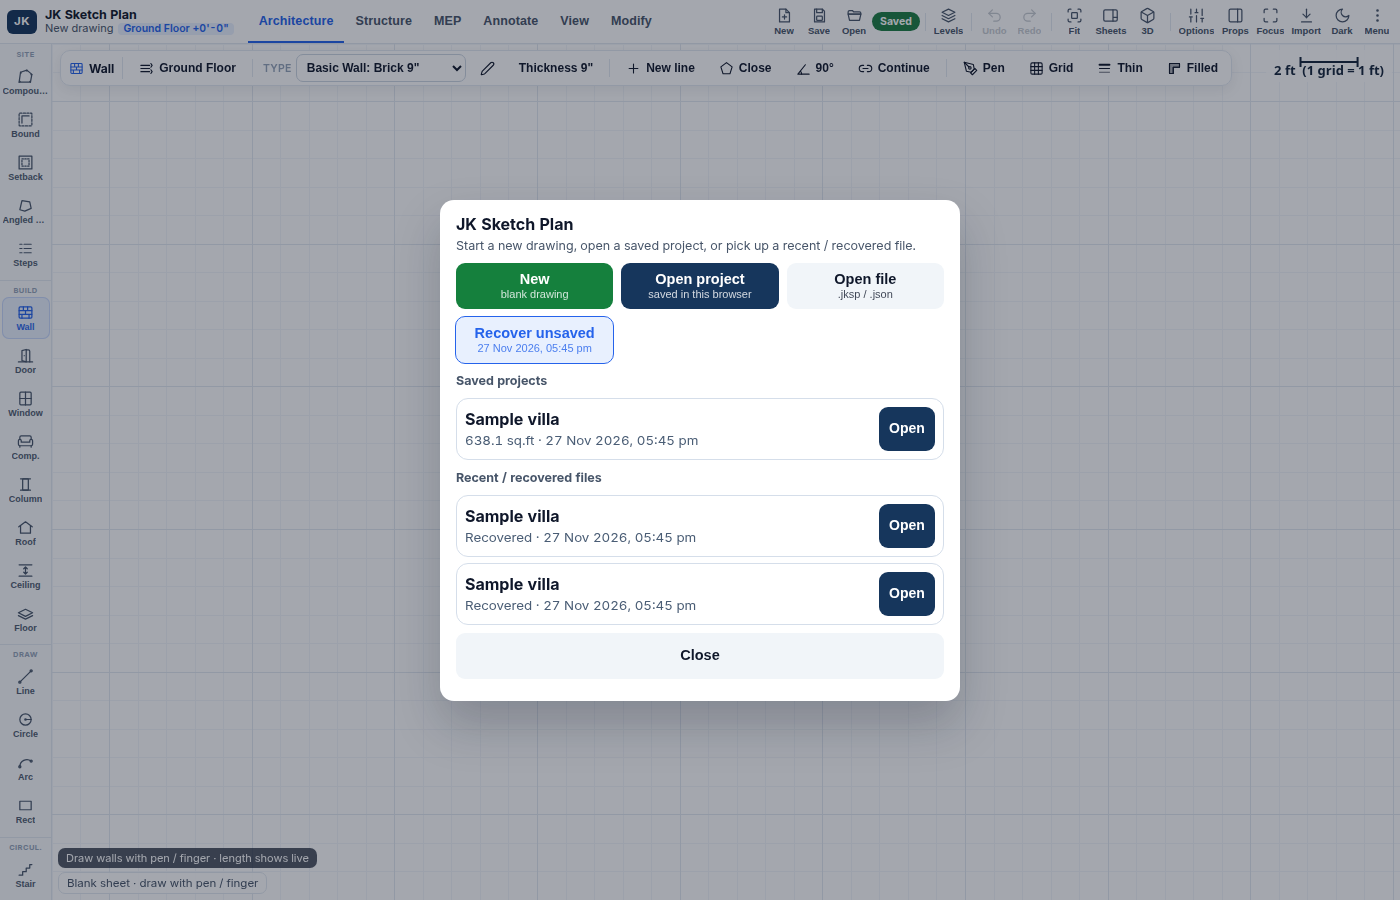 JK
JK Sketch Plan
New drawing Ground Floor +0'-0"
Architecture Structure MEP Annotate View Modify
New Save Open Saved Levels Undo Redo Fit Sheets 3D Options Props Focus Import Dark Menu
Wall Ground Floor TYPE Basic Wall: Brick 9" Thickness 9" New line Close 90° Continue Pen Grid Thin Filled
2 ft (1 grid = 1 ft)
SITE
Compou…
Bound
Setback
Angled …
Steps
BUILD
Wall
Door
Window
Comp.
Column
Roof
Ceiling
Floor
DRAW
Line
Circle
Arc
Rect
CIRCUL.
Stair
JK Sketch Plan
Start a new drawing, open a saved project, or pick up a recent / recovered file.
New
blank drawing
Open project
saved in this browser
Open file
.jksp / .json
Recover unsaved
27 Nov 2026, 05:45 pm
Saved projects
Sample villa
638.1 sq.ft · 27 Nov 2026, 05:45 pm
Open
Recent / recovered files
Sample villa
Recovered · 27 Nov 2026, 05:45 pm
Open
Sample villa
Recovered · 27 Nov 2026, 05:45 pm
Open
Close
Draw walls with pen / finger · length shows live
Blank sheet · draw with pen / finger